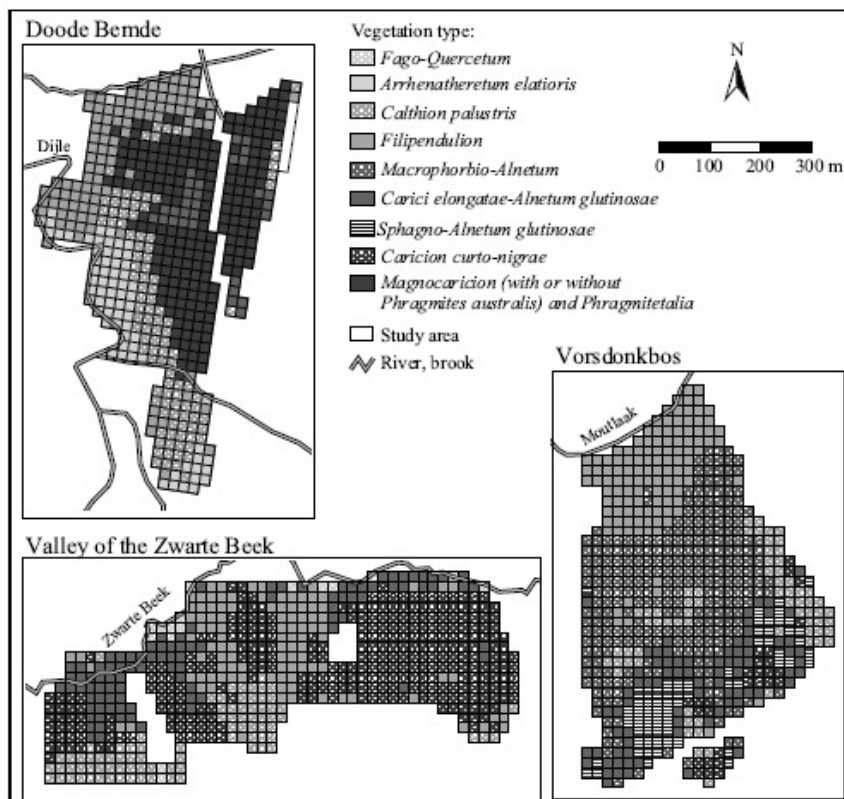 Doode Bemde
Dijle
Vegetation type:
Fago-Quercetum
Arrhenatheretum elatioris
Calthion palustris
Filipendulion
Macrophorbio-Alnetum
Carici elongatae-Alnetum glutinosae
Sphagno-Alnetum glutinosae
Caricion curto-nigrae
Magnocaricion (with or without
Phragmites australis) and Phragmitetalia
Study area
River, brook
N
0 100 200 300 m
Vorsdonkbos
Moutlaak
Valley of the Zwarte Beek
Zwarte Beek